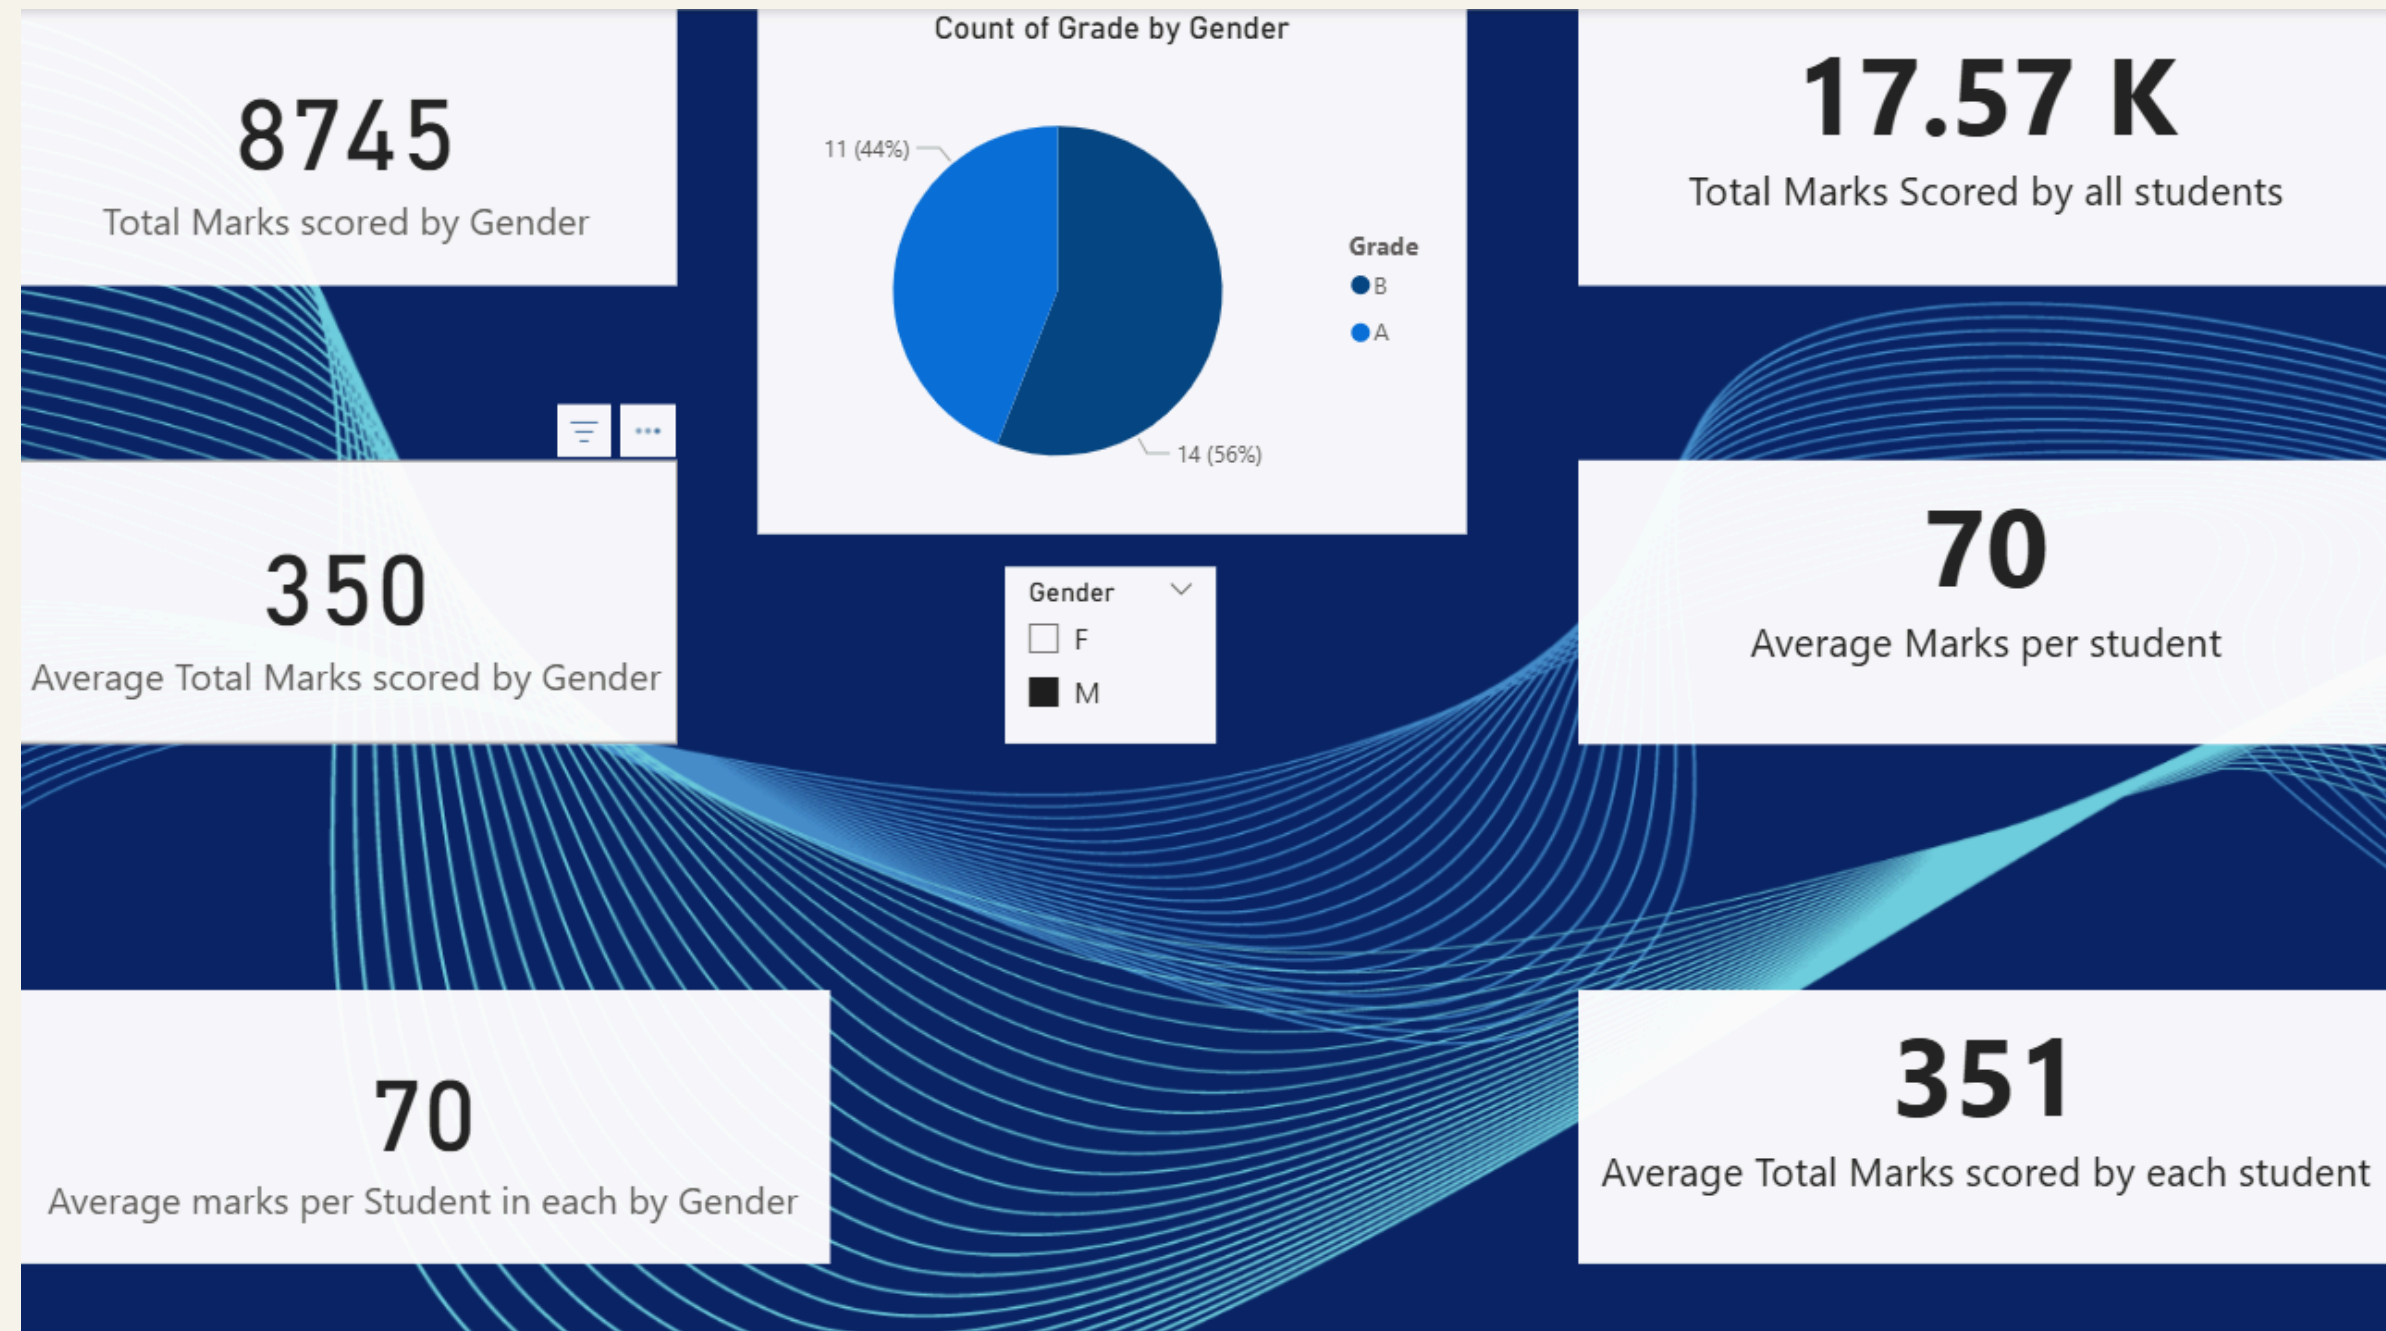 8745
Total Marks scored by Gender
Count of Grade by Gender
11 (44%)
14 (56%)
Grade
B
A
17.57 K
Total Marks Scored by all students
350
Average Total Marks scored by Gender
Gender
F
M
70
Average Marks per student
70
Average marks per Student in each by Gender
351
Average Total Marks scored by each student